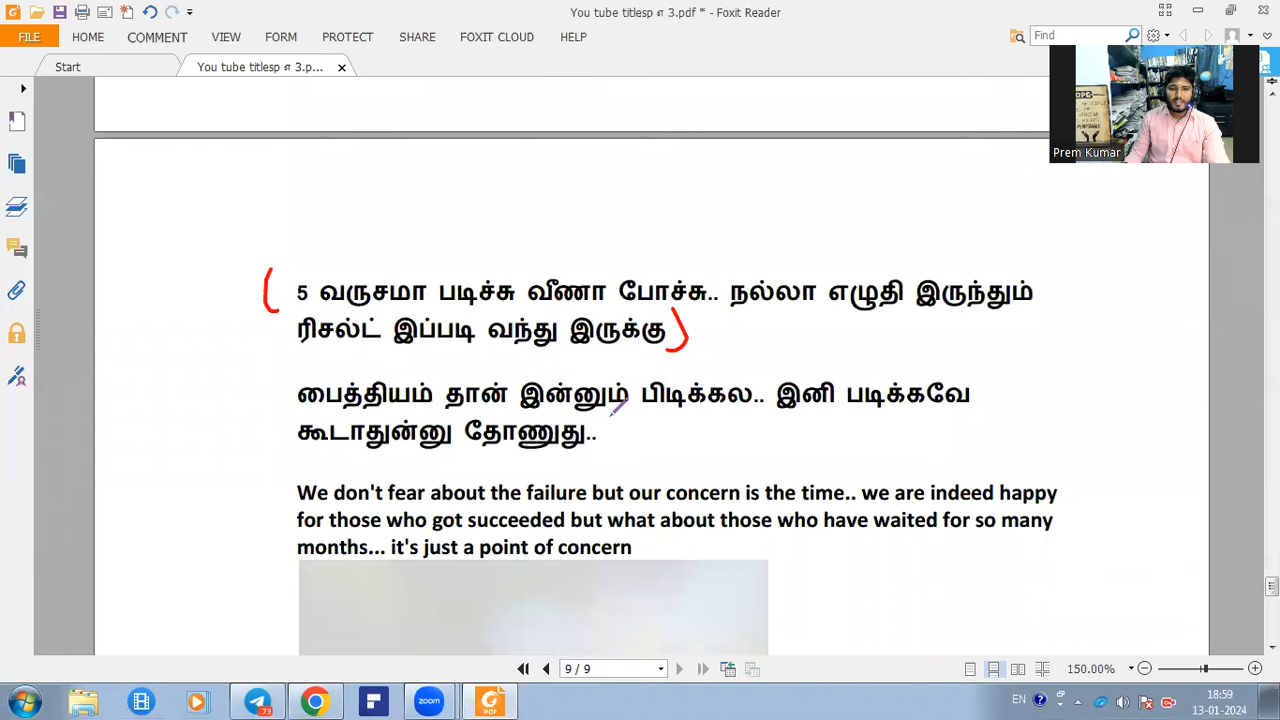 You tube titlesp எ 3.pdf * - Foxit Reader
FILE HOME COMMENT VIEW FORM PROTECT SHARE FOXIT CLOUD HELP
Find
Start
You tube titlesp எ 3.p...
Prem Kumar
5 வருசமா படிச்சு வீணா போச்சு.. நல்லா எழுதி இருந்தும்
ரிசல்ட் இப்படி வந்து இருக்கு
பைத்தியம் தான் இன்னும் பிடிக்கல.. இனி படிக்கவே
கூடாதுன்னு தோணுது..
We don't fear about the failure but our concern is the time.. we are indeed happy
for those who got succeeded but what about those who have waited for so many
months... it's just a point of concern
9 / 9
150.00%
73
zoom
PDF
EN
18:59
13-01-2024